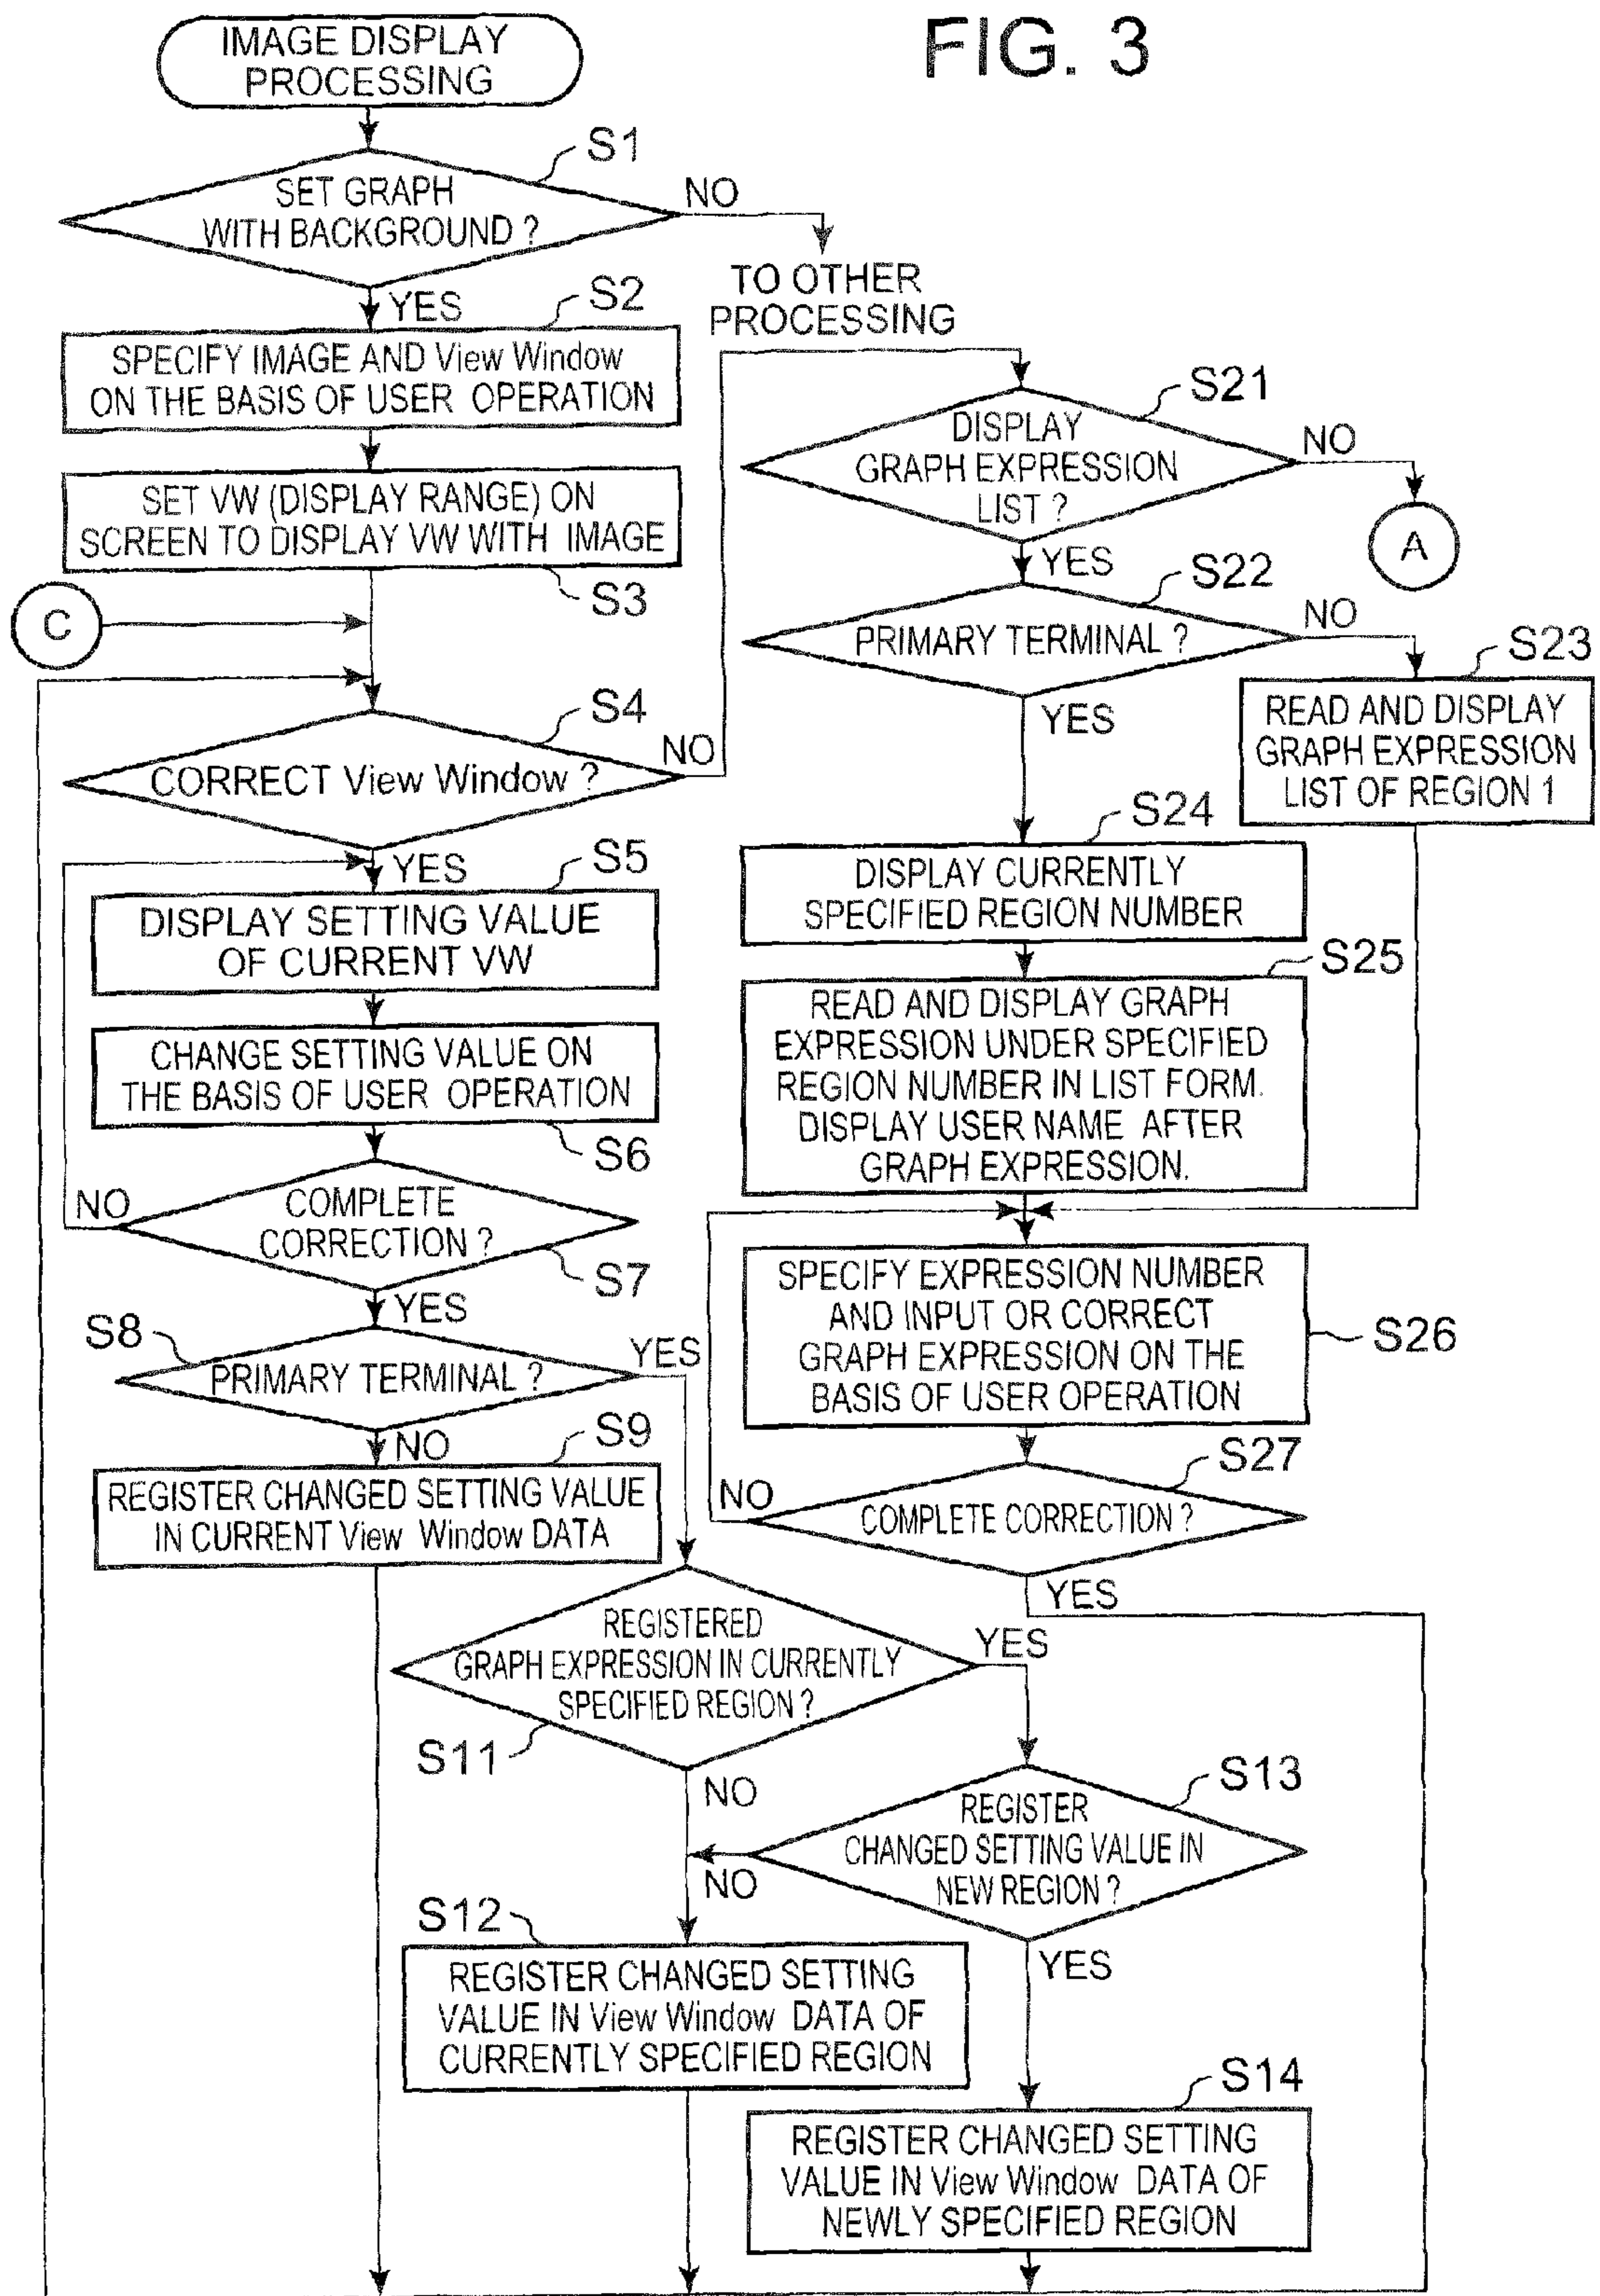 FIG. 3
IMAGE DISPLAY
PROCESSING
S1
SET GRAPH
WITH BACKGROUND ?
NO
TO OTHER
PROCESSING
YES
S2
SPECIFY IMAGE AND View Window
ON THE BASIS OF USER OPERATION
SET VW (DISPLAY RANGE) ON
SCREEN TO DISPLAY VW WITH IMAGE
S3
C
S4
CORRECT View Window ?
NO
YES
S5
DISPLAY SETTING VALUE
OF CURRENT VW
CHANGE SETTING VALUE ON
THE BASIS OF USER OPERATION
S6
NO
COMPLETE
CORRECTION ?
S7
YES
S8
PRIMARY TERMINAL ?
YES
NO
S9
REGISTER CHANGED SETTING VALUE
IN CURRENT View Window DATA
REGISTERED
GRAPH EXPRESSION IN CURRENTLY
SPECIFIED REGION ?
S11
YES
NO
S13
REGISTER
CHANGED SETTING VALUE IN
NEW REGION ?
NO
YES
S12
REGISTER CHANGED SETTING
VALUE IN View Window DATA OF
CURRENTLY SPECIFIED REGION
S14
REGISTER CHANGED SETTING
VALUE IN View Window DATA OF
NEWLY SPECIFIED REGION
S21
DISPLAY
GRAPH EXPRESSION
LIST ?
NO
A
YES
S22
PRIMARY TERMINAL ?
NO
S23
READ AND DISPLAY
GRAPH EXPRESSION
LIST OF REGION 1
YES
S24
DISPLAY CURRENTLY
SPECIFIED REGION NUMBER
S25
READ AND DISPLAY GRAPH
EXPRESSION UNDER SPECIFIED
REGION NUMBER IN LIST FORM.
DISPLAY USER NAME AFTER
GRAPH EXPRESSION.
SPECIFY EXPRESSION NUMBER
AND INPUT OR CORRECT
GRAPH EXPRESSION ON THE
BASIS OF USER OPERATION
S26
S27
NO
COMPLETE CORRECTION ?
YES